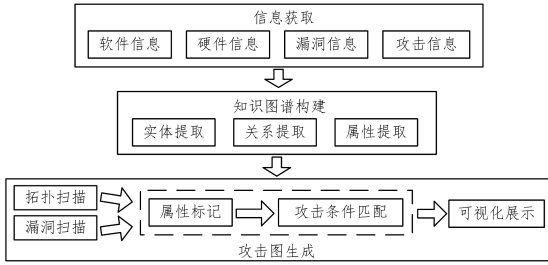 信息获取
软件信息 硬件信息 漏洞信息 攻击信息
知识图谱构建
实体提取 关系提取 属性提取
拓扑扫描
漏洞扫描
属性标记 攻击条件匹配 可视化展示
攻击图生成